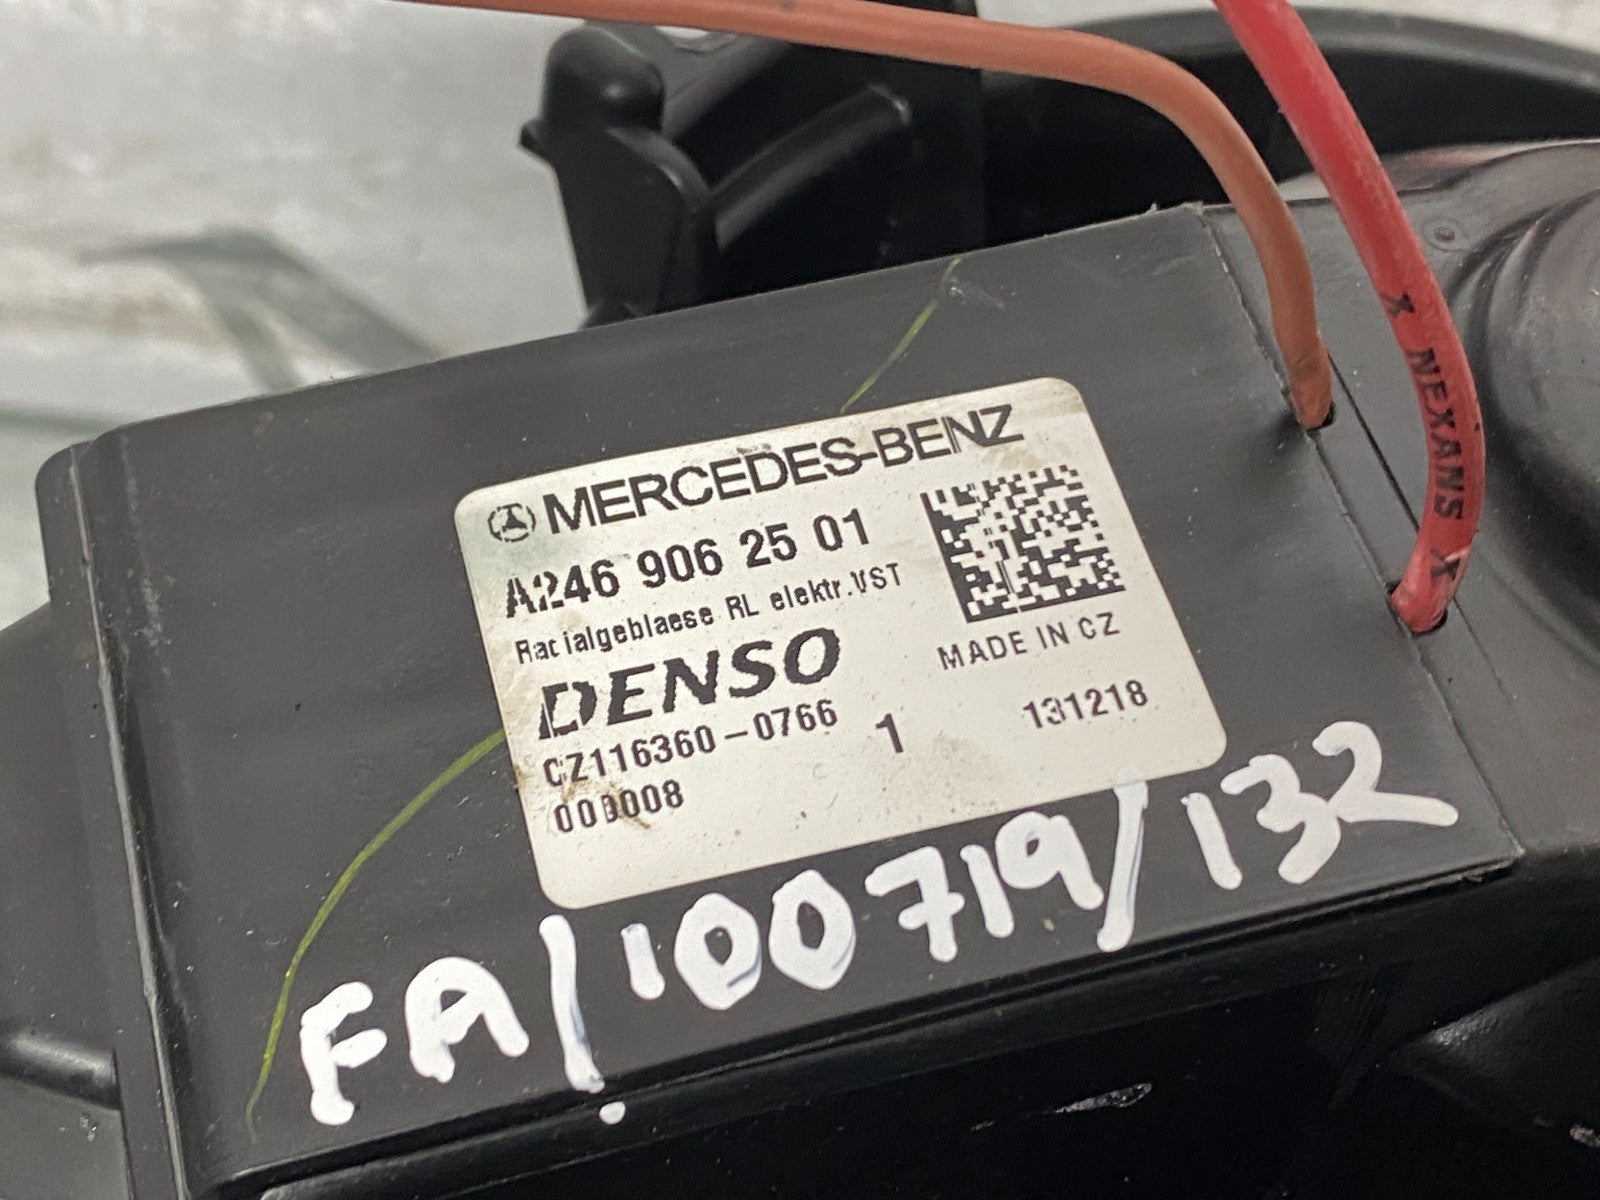 MERCEDES-BENZ
A246 906 25 01
Racialgeblaese RL elektr.VST
DENSO
MADE IN CZ
CZ116360-0766 1 131218
000008
FA/100719/132
X NEXANS X